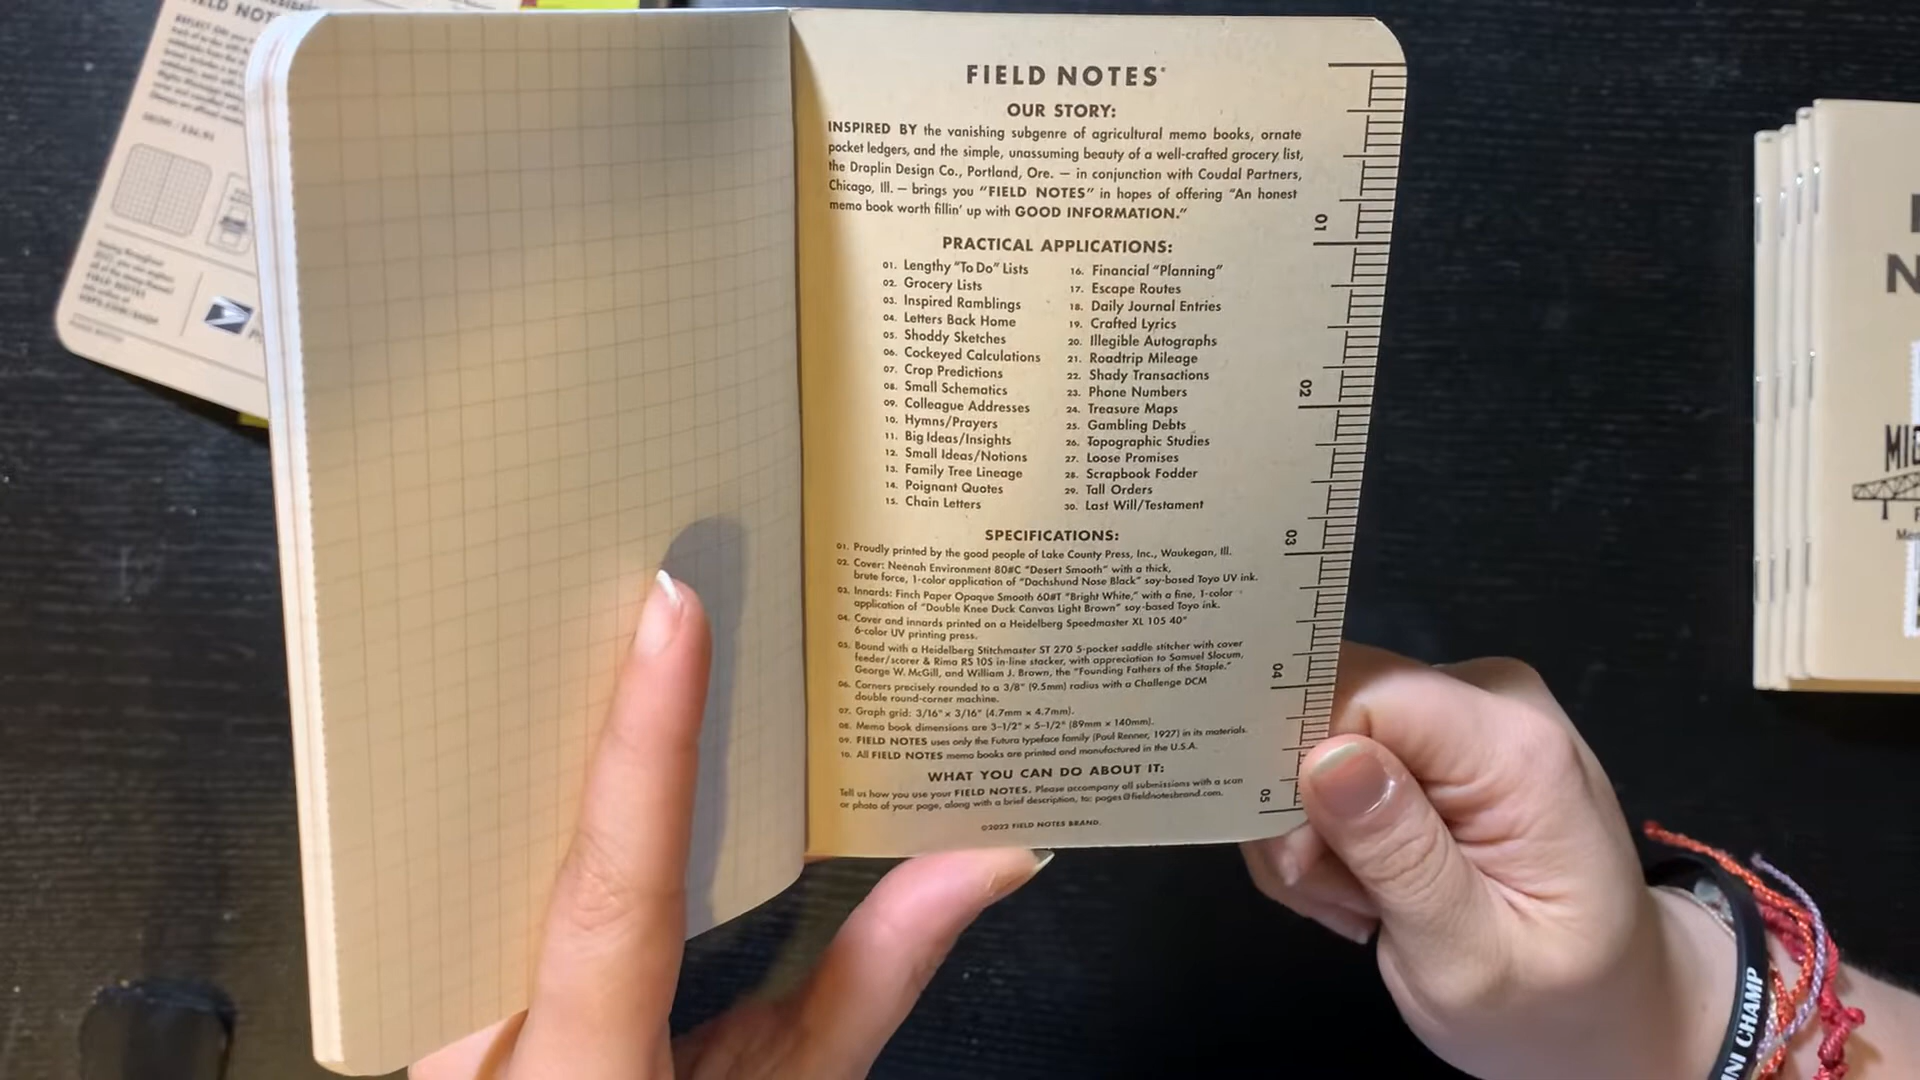 FIELD NOTES
OUR STORY:
INSPIRED BY the vanishing subgenre of agricultural memo books, ornate
pocket ledgers, and the simple, unassuming beauty of a well-crafted grocery list,
the Draplin Design Co., Portland, Ore. — in conjunction with Coudal Partners,
Chicago, Ill. — brings you "FIELD NOTES" in hopes of offering "An honest
memo book worth fillin' up with GOOD INFORMATION."
PRACTICAL APPLICATIONS:
01. Lengthy "To Do" Lists
02. Grocery Lists
03. Inspired Ramblings
04. Letters Back Home
05. Shoddy Sketches
06. Cockeyed Calculations
07. Crop Predictions
08. Small Schematics
09. Colleague Addresses
10. Hymns/Prayers
11. Big Ideas/Insights
12. Small Ideas/Notions
13. Family Tree Lineage
14. Poignant Quotes
15. Chain Letters
16. Financial "Planning"
17. Escape Routes
18. Daily Journal Entries
19. Crafted Lyrics
20. Illegible Autographs
21. Roadtrip Mileage
22. Shady Transactions
23. Phone Numbers
24. Treasure Maps
25. Gambling Debts
26. Topographic Studies
27. Loose Promises
28. Scrapbook Fodder
29. Tall Orders
30. Last Will/Testament
SPECIFICATIONS:
01. Proudly printed by the good people of Lake County Press, Inc., Waukegan, Ill.
02. Cover: Neenah Environment 80#C "Desert Smooth" with a thick,
brute force, 1-color application of "Dachshund Nose Black" soy-based Toyo UV ink.
03. Innards: Finch Paper Opaque Smooth 60#T "Bright White," with a fine, 1-color
application of "Double Knee Duck Canvas Light Brown" soy-based Toyo ink.
04. Cover and innards printed on a Heidelberg Speedmaster XL 105 40"
6-color UV printing press.
05. Bound with a Heidelberg Stitchmaster ST 270 5-pocket saddle stitcher with cover
feeder/scorer & Rima RS 10S in-line stacker, with appreciation to Samuel Slocum,
George W. McGill, and William J. Brown, the "Founding Fathers of the Staple."
06. Corners precisely rounded to a 3/8" (9.5mm) radius with a Challenge DCM
double round-corner machine.
07. Graph grid: 3/16" × 3/16" (4.7mm × 4.7mm).
08. Memo book dimensions are 3-1/2" × 5-1/2" (89mm × 140mm).
09. FIELD NOTES uses only the Futura typeface family (Paul Renner, 1927) in its materials.
10. All FIELD NOTES memo books are printed and manufactured in the U.S.A.
WHAT YOU CAN DO ABOUT IT:
Tell us how you use your FIELD NOTES. Please accompany all submissions with a scan
or photo of your page, along with a brief description, to: pages@fieldnotesbrand.com.
©2022 FIELD NOTES BRAND.
01
02
03
04
05
CHAMP